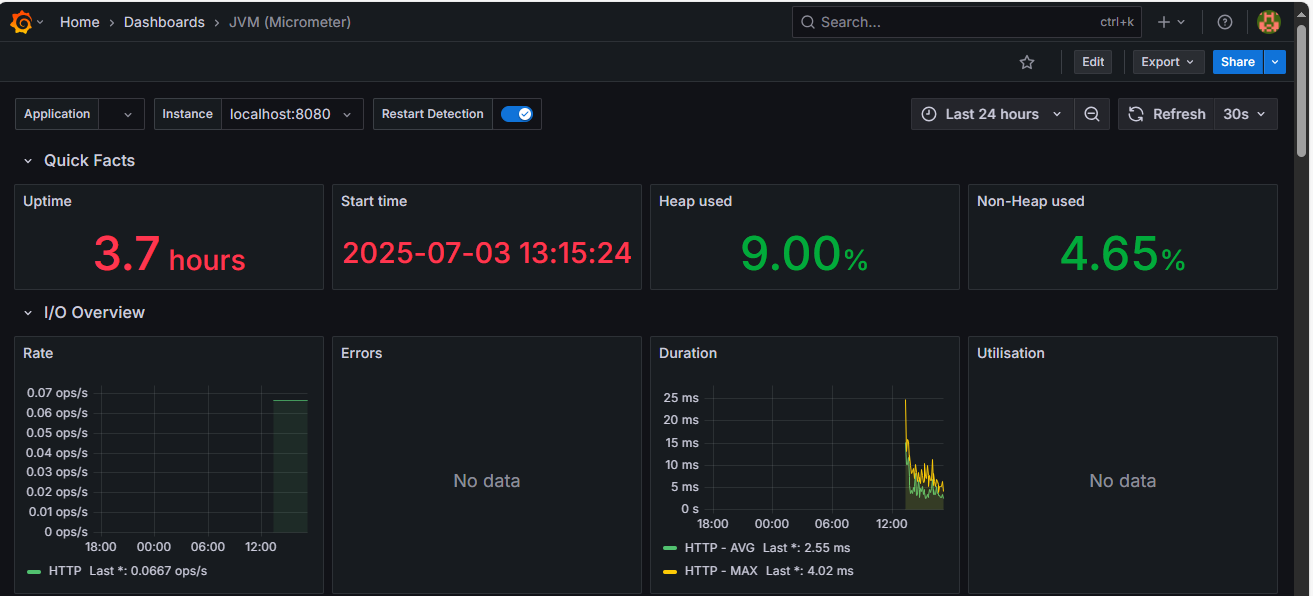 Home › Dashboards › JVM (Micrometer) Search... ctrl+k
Edit Export Share
Application Instance localhost:8080 Restart Detection Last 24 hours Refresh 30s
Quick Facts
Uptime Start time Heap used Non-Heap used
3.7 hours 2025-07-03 13:15:24 9.00% 4.65%
I/O Overview
Rate
0.07 ops/s
0.06 ops/s
0.05 ops/s
0.04 ops/s
0.03 ops/s
0.02 ops/s
0.01 ops/s
0 ops/s
18:00 00:00 06:00 12:00
HTTP Last *: 0.0667 ops/s
Errors
No data
Duration
25 ms
20 ms
15 ms
10 ms
5 ms
0 s
18:00 00:00 06:00 12:00
HTTP - AVG Last *: 2.55 ms
HTTP - MAX Last *: 4.02 ms
Utilisation
No data